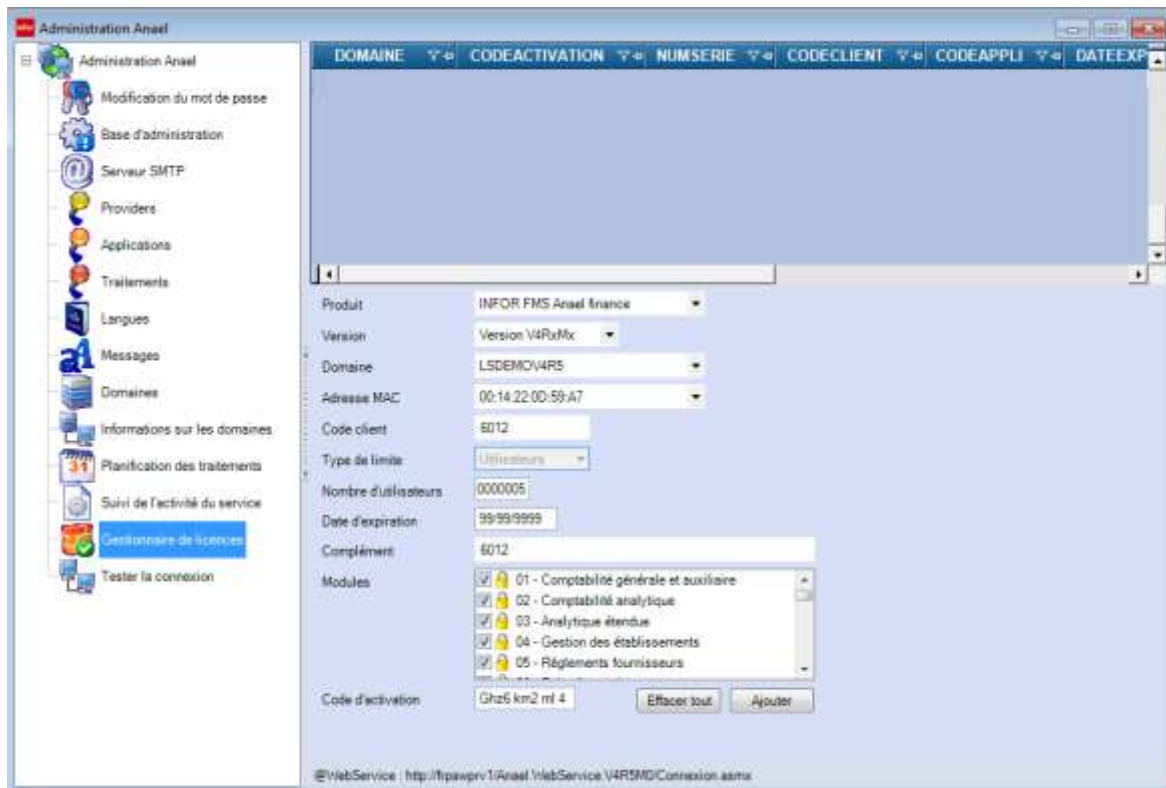 Administration Anael
Administration Anael
Modification du mot de passe
Base d'administration
Serveur SMTP
Providers
Applications
Traitements
Langues
Messages
Domaines
Informations sur les domaines
Planification des traitements
Suivi de l'activité du service
Gestionnaire de licences
Tester la connexion
DOMAINE CODEACTIVATION NUMSERIE CODECLIENT CODEAPPLI DATEEXP
Produit INFOR FMS Anael finance
Version Version V4RxMx
Domaine LSDEMOV4R5
Adresse MAC 00:14:22:0D:59:A7
Code client 6012
Type de limite Utilisateurs
Nombre d'utilisateurs 0000005
Date d'expiration 99/99/9999
Complément 6012
Modules 01 - Comptabilité générale et auxiliaire
02 - Comptabilité analytique
03 - Analytique étendue
04 - Gestion des établissements
05 - Réglements fournisseurs
Code d'activation Ghz6 km2 ml 4 Effacer tout Ajouter
@WebService : http://frpawprv1/Anael.WebService.V4R5M0/Connexion.asmx